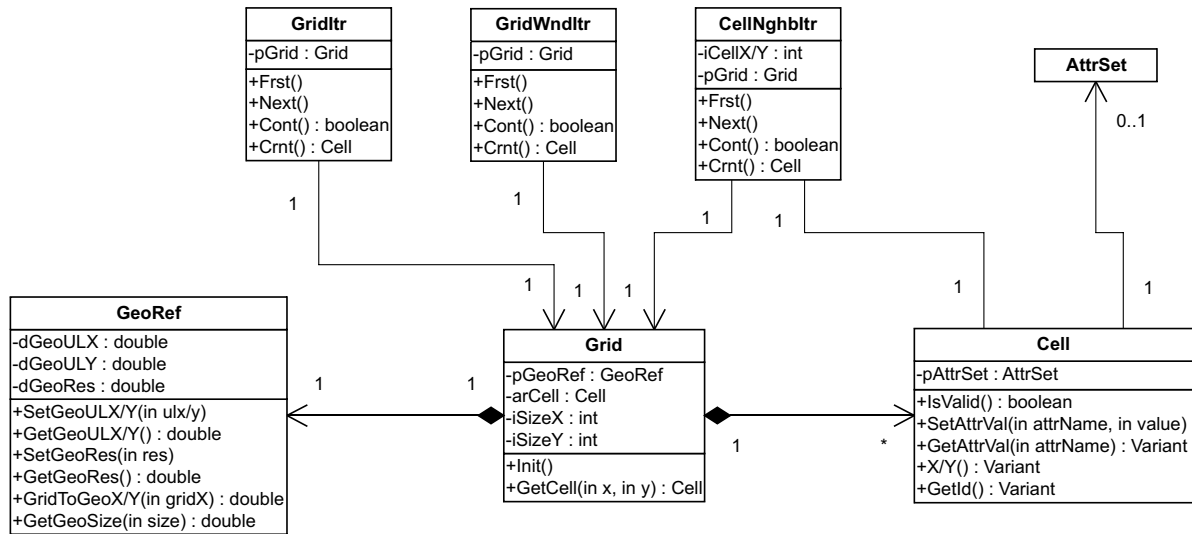 GridItr
-pGrid : Grid
+Frst()
+Next()
+Cont() : boolean
+Crnt() : Cell
GridWndItr
-pGrid : Grid
+Frst()
+Next()
+Cont() : boolean
+Crnt() : Cell
CellNghbItr
-iCellX/Y : int
-pGrid : Grid
+Frst()
+Next()
+Cont() : boolean
+Crnt() : Cell
AttrSet
0..1
1
1
1
1
1
1
1
1
1
GeoRef
-dGeoULX : double
-dGeoULY : double
-dGeoRes : double
+SetGeoULX/Y(in ulx/y)
+GetGeoULX/Y() : double
+SetGeoRes(in res)
+GetGeoRes() : double
+GridToGeoX/Y(in gridX) : double
+GetGeoSize(in size) : double
1
1
Grid
-pGeoRef : GeoRef
-arCell : Cell
-iSizeX : int
-iSizeY : int
+Init()
+GetCell(in x, in y) : Cell
1
*
Cell
-pAttrSet : AttrSet
+IsValid() : boolean
+SetAttrVal(in attrName, in value)
+GetAttrVal(in attrName) : Variant
+X/Y() : Variant
+GetId() : Variant